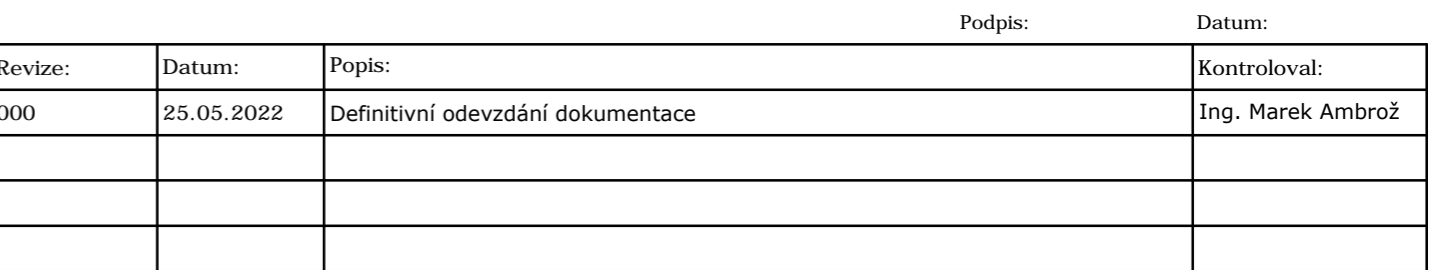 Podpis: Datum:
Revize: Datum: Popis: Kontroloval:
000 25.05.2022 Definitivní odevzdání dokumentace Ing. Marek Ambrož